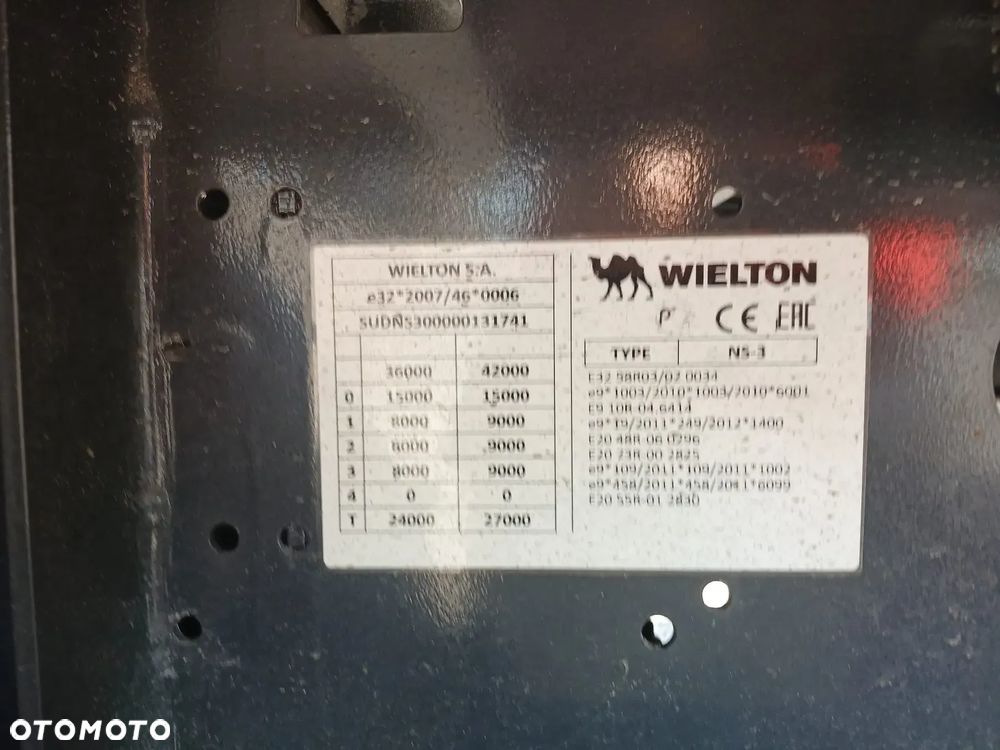 WIELTON S.A.
e32*2007/46*0006
SUDNS300000131741
36000 42000
0 15000 15000
1 8000 9000
2 8000 9000
3 8000 9000
4 0 0
T 24000 27000
WIELTON
P CE EAC
TYPE NS-3
E32 58R03/02 0034
e9*1003/2010*1003/2010*6001
E9 10R-04.6414
e9*19/2011*249/2012*1400
E20 48R-06 0296
E20 73R-00 2825
e9*109/2011*109/2011*1002
e9*458/2011*458/2011*6099
E20 55R-01 2830
OTOMOTO